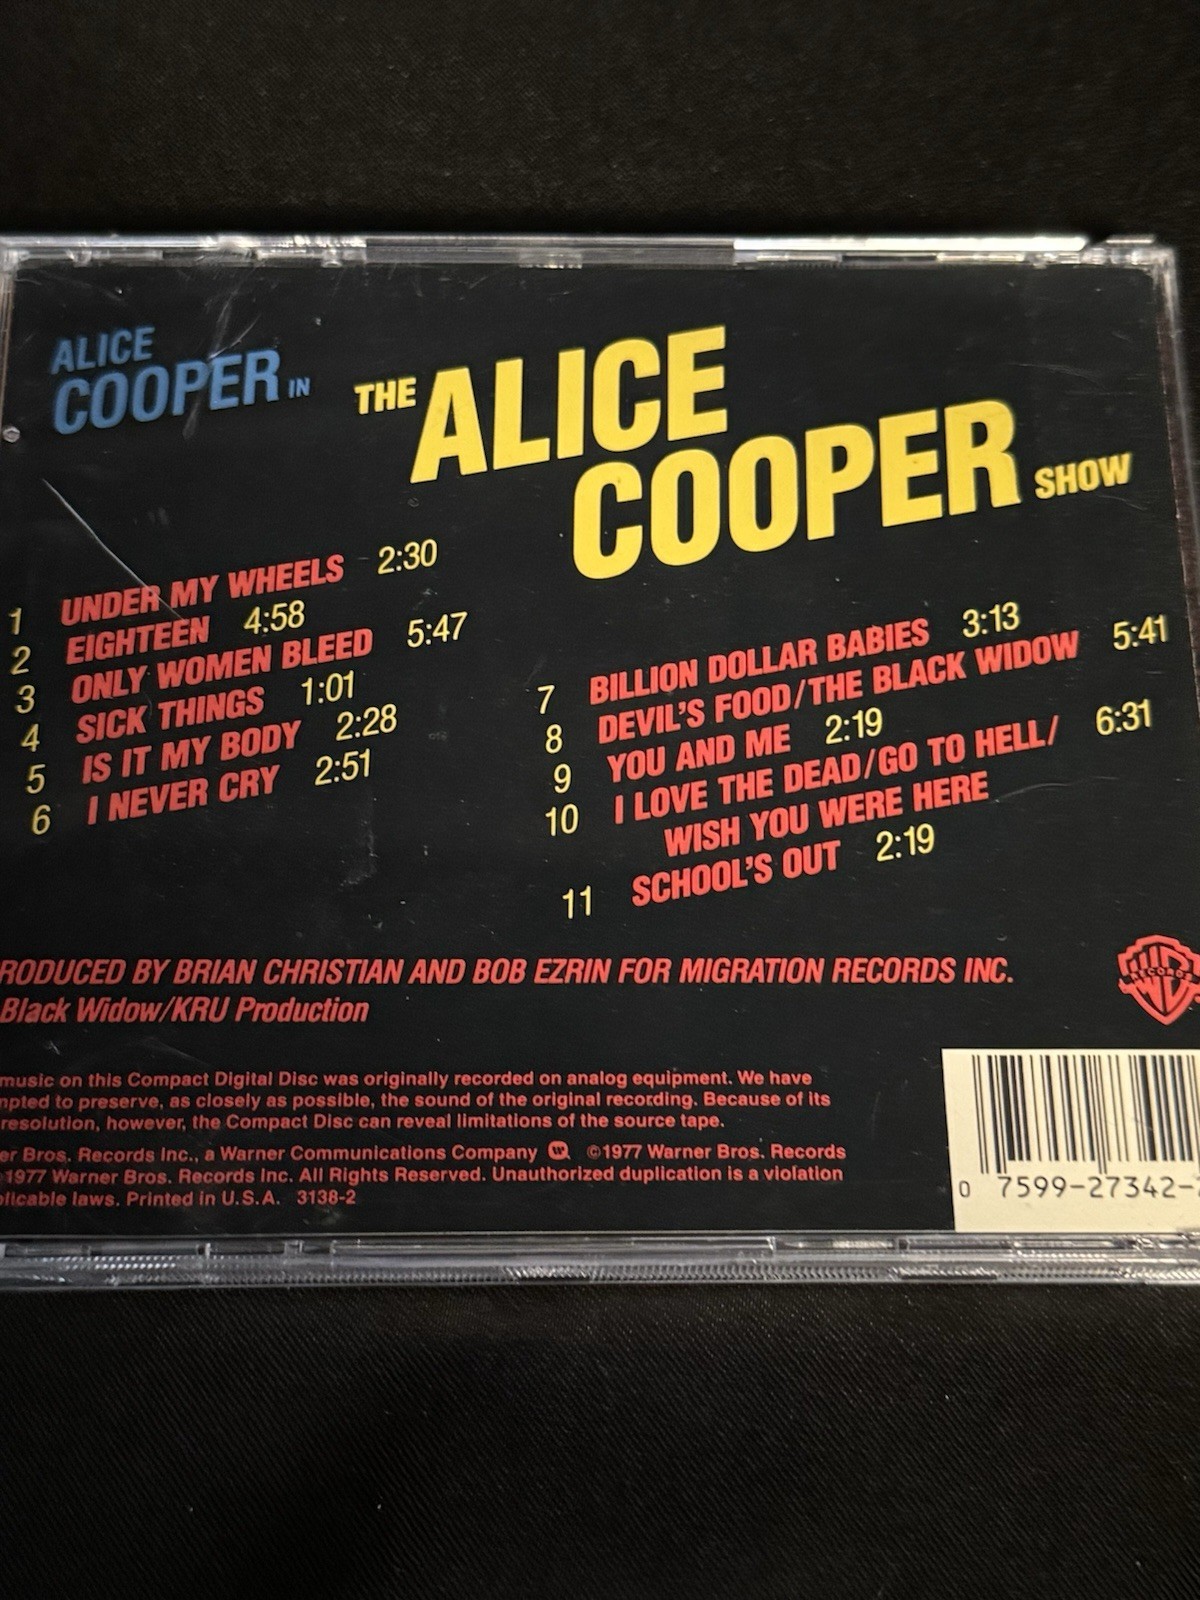 ALICE
COOPER IN
THE ALICE
COOPER SHOW
1 UNDER MY WHEELS 2:30
2 EIGHTEEN 4:58
3 ONLY WOMEN BLEED 5:47
4 SICK THINGS 1:01
5 IS IT MY BODY 2:28
6 I NEVER CRY 2:51
7 BILLION DOLLAR BABIES 3:13
8 DEVIL'S FOOD/THE BLACK WIDOW 5:41
9 YOU AND ME 2:19
10 I LOVE THE DEAD/GO TO HELL/ 6:31
WISH YOU WERE HERE
11 SCHOOL'S OUT 2:19
RODUCED BY BRIAN CHRISTIAN AND BOB EZRIN FOR MIGRATION RECORDS INC.
Black Widow/KRU Production
RECORDS
music on this Compact Digital Disc was originally recorded on analog equipment. We have
mpted to preserve, as closely as possible, the sound of the original recording. Because of its
resolution, however, the Compact Disc can reveal limitations of the source tape.
er Bros. Records Inc., a Warner Communications Company ©1977 Warner Bros. Records
1977 Warner Bros. Records Inc. All Rights Reserved. Unauthorized duplication is a violation
licable laws. Printed in U.S.A. 3138-2
0 7599-27342-